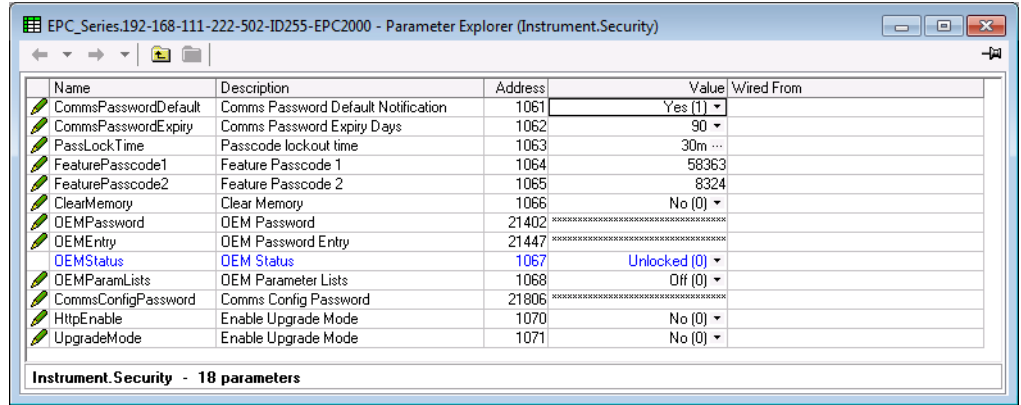 EPC_Series.192-168-111-222-502-ID255-EPC2000 - Parameter Explorer (Instrument.Security)
Name Description Address Value Wired From
CommsPasswordDefault Comms Password Default Notification 1061 Yes (1)
CommsPasswordExpiry Comms Password Expiry Days 1062 90
PassLockTime Passcode lockout time 1063 30m ...
FeaturePasscode1 Feature Passcode 1 1064 58363
FeaturePasscode2 Feature Passcode 2 1065 8324
ClearMemory Clear Memory 1066 No (0)
OEMPassword OEM Password 21402 ***********************************
OEMEntry OEM Password Entry 21447 ***********************************
OEMStatus OEM Status 1067 Unlocked (0)
OEMParamLists OEM Parameter Lists 1068 Off (0)
CommsConfigPassword Comms Config Password 21806 ***********************************
HttpEnable Enable Upgrade Mode 1070 No (0)
UpgradeMode Enable Upgrade Mode 1071 No (0)
Instrument.Security - 18 parameters